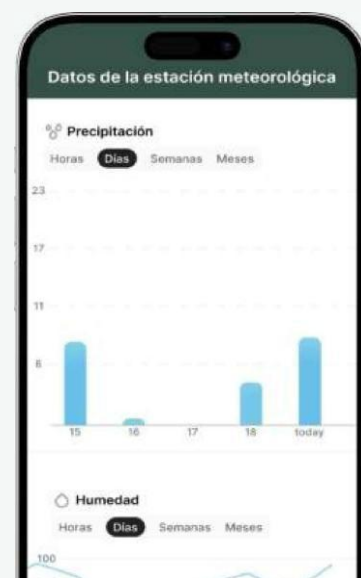 Datos de la estación meteorológica
Precipitación
Horas Días Semanas Meses
23
17
11
6
15 16 17 18 today
Humedad
Horas Días Semanas Meses
100